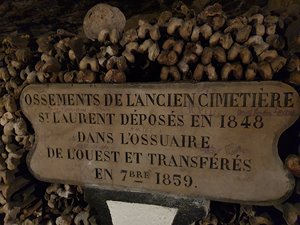 OSSEMENTS DE L'ANCIEN CIMETIÈRE
ST LAURENT DÉPOSÉS EN 1848
DANS L'OSSUAIRE
DE L'OUEST ET TRANSFÉRÉS
EN 7BRE 1859.